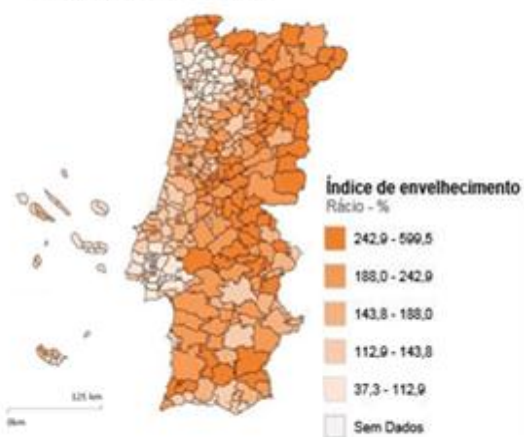 Índice de envelhecimento
Rácio - %
242,9 - 599,5
188,0 - 242,9
143,8 - 188,0
112,9 - 143,8
37,3 - 112,9
Sem Dados
125 km
0km